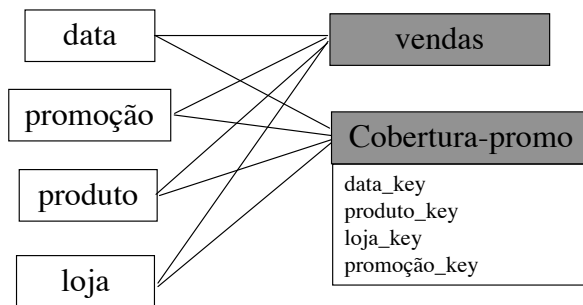 data
promoção
produto
loja
vendas
Cobertura-promo
data_key
produto_key
loja_key
promoção_key